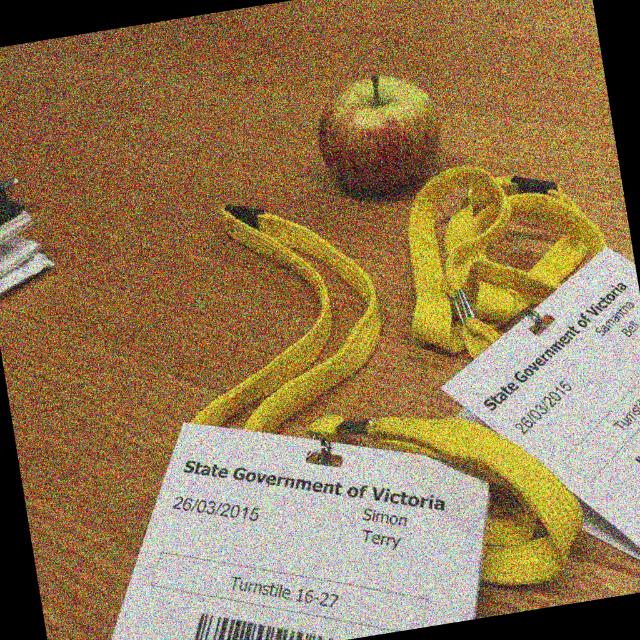 State Government of Victoria
26/03/2015
Simon
Terry
Turnstile 16-27
State Government of Victoria
26/03/2015
Samantha